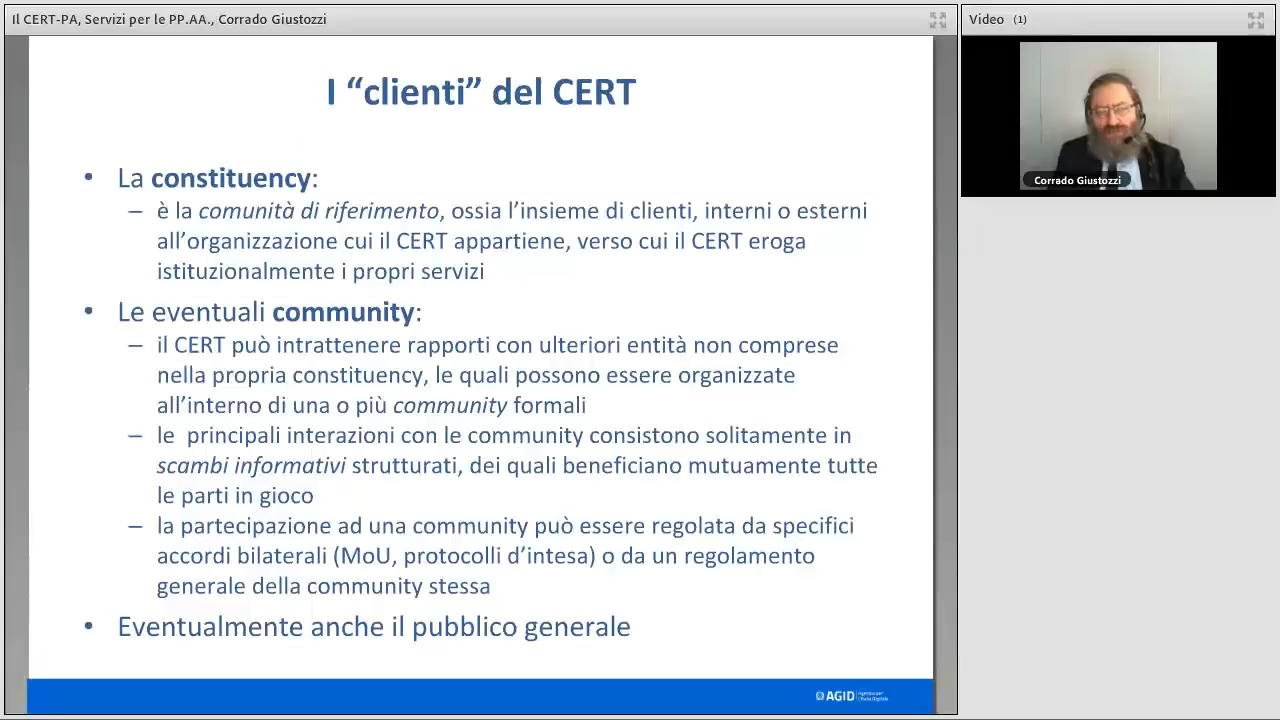 Il CERT-PA, Servizi per le PP.AA., Corrado Giustozzi
Video (1)
Corrado Giustozzi
I “clienti” del CERT
• La constituency:
– è la comunità di riferimento, ossia l’insieme di clienti, interni o esterni
all’organizzazione cui il CERT appartiene, verso cui il CERT eroga
istituzionalmente i propri servizi
• Le eventuali community:
– il CERT può intrattenere rapporti con ulteriori entità non comprese
nella propria constituency, le quali possono essere organizzate
all’interno di una o più community formali
– le  principali interazioni con le community consistono solitamente in
scambi informativi strutturati, dei quali beneficiano mutuamente tutte
le parti in gioco
– la partecipazione ad una community può essere regolata da specifici
accordi bilaterali (MoU, protocolli d’intesa) o da un regolamento
generale della community stessa
• Eventualmente anche il pubblico generale
AGID
Agenzia per
l’Italia Digitale